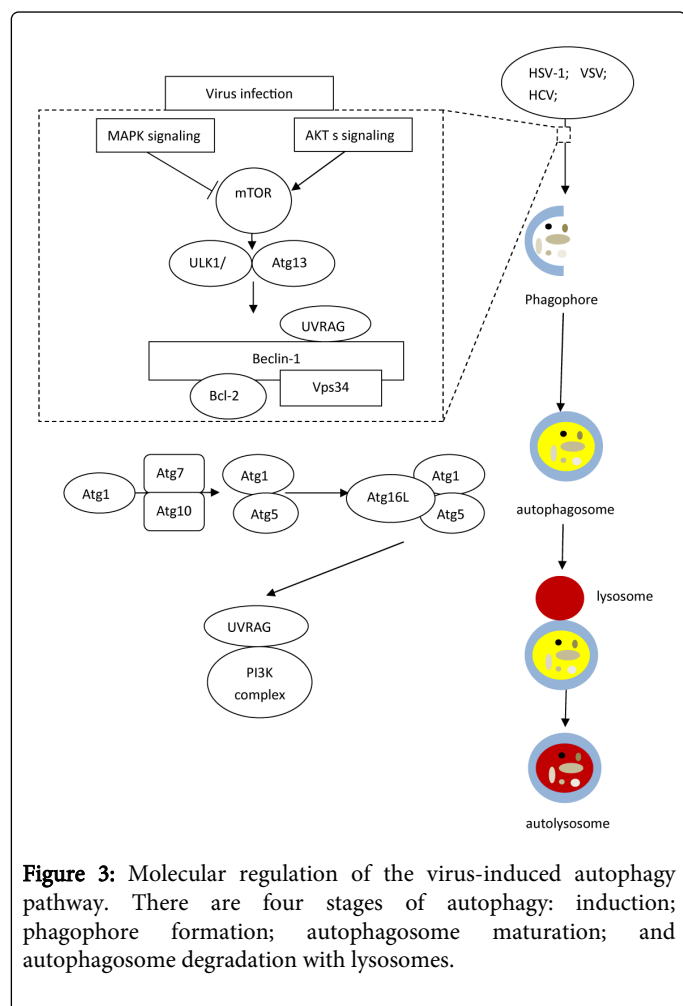 HSV-1; VSV;
HCV;
Virus infection
MAPK signaling
AKT s signaling
mTOR
ULK1/
Atg13
UVRAG
Beclin-1
Vps34
Bcl-2
Phagophore
Atg7
Atg1
Atg10
Atg1
Atg5
Atg16L
Atg1
Atg5
autophagosome
UVRAG
PI3K
complex
lysosome
autolysosome
Figure 3: Molecular regulation of the virus-induced autophagy
pathway. There are four stages of autophagy: induction;
phagophore formation; autophagosome maturation; and
autophagosome degradation with lysosomes.